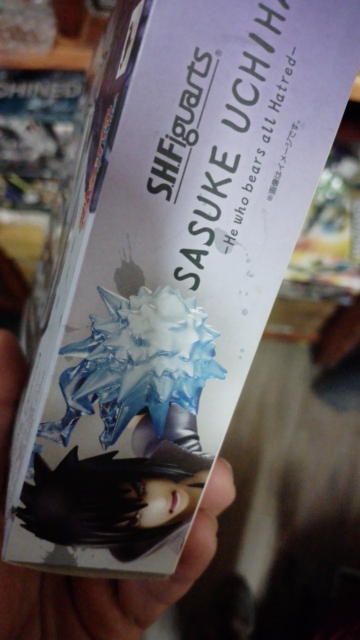 S.H.Figuarts
SASUKE UCHIHA
-He who bears all Hatred-
※画像はイメージです。